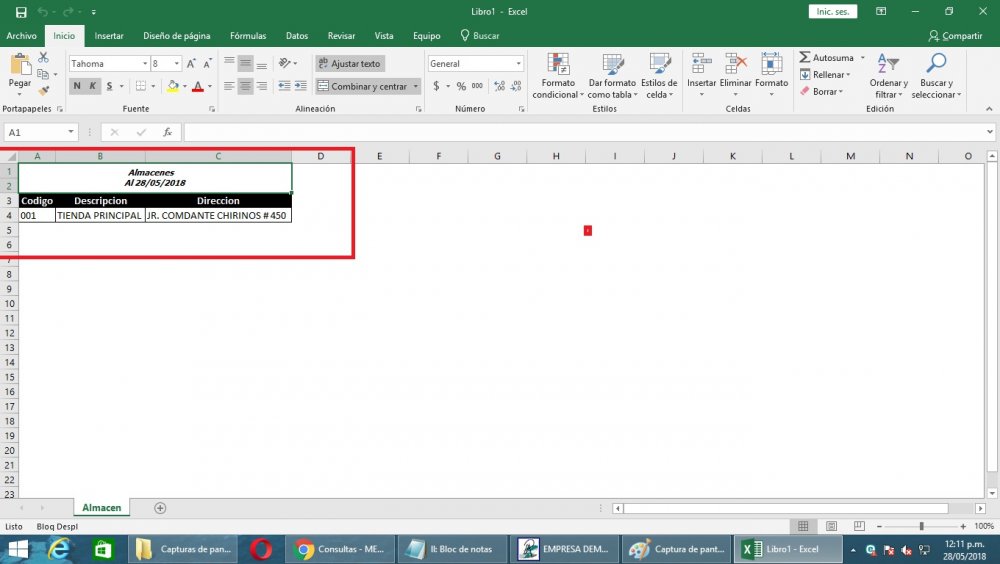 Libro1 - Excel
Inic. ses.
Archivo Inicio Insertar Diseño de página Fórmulas Datos Revisar Vista Equipo Buscar Compartir
Pegar
Tahoma 8 A A
N K S A
ab Ajustar texto
Combinar y centrar
General
$ % 000
Formato condicional
Dar formato como tabla
Estilos de celda
Insertar Eliminar Formato
Autosuma
Rellenar
Borrar
Ordenar y filtrar
Buscar y seleccionar
Portapapeles Fuente Alineación Número Estilos Celdas Edición
A1 fx
A B C D E F G H I J K L M N O
1 Almacenes
2 Al 28/05/2018
3 Codigo Descripcion Direccion
4 001 TIENDA PRINCIPAL JR. COMDANTE CHIRINOS # 450
5
6
7
8
9
10
11
12
13
14
15
16
17
18
19
20
21
22
23
Almacen
Listo Bloq Despl 100%
Capturas de pan... Consultas - ME... II: Bloc de notas EMPRESA DEM... Captura de pant... Libro1 - Excel 12:11 p.m.
28/05/2018